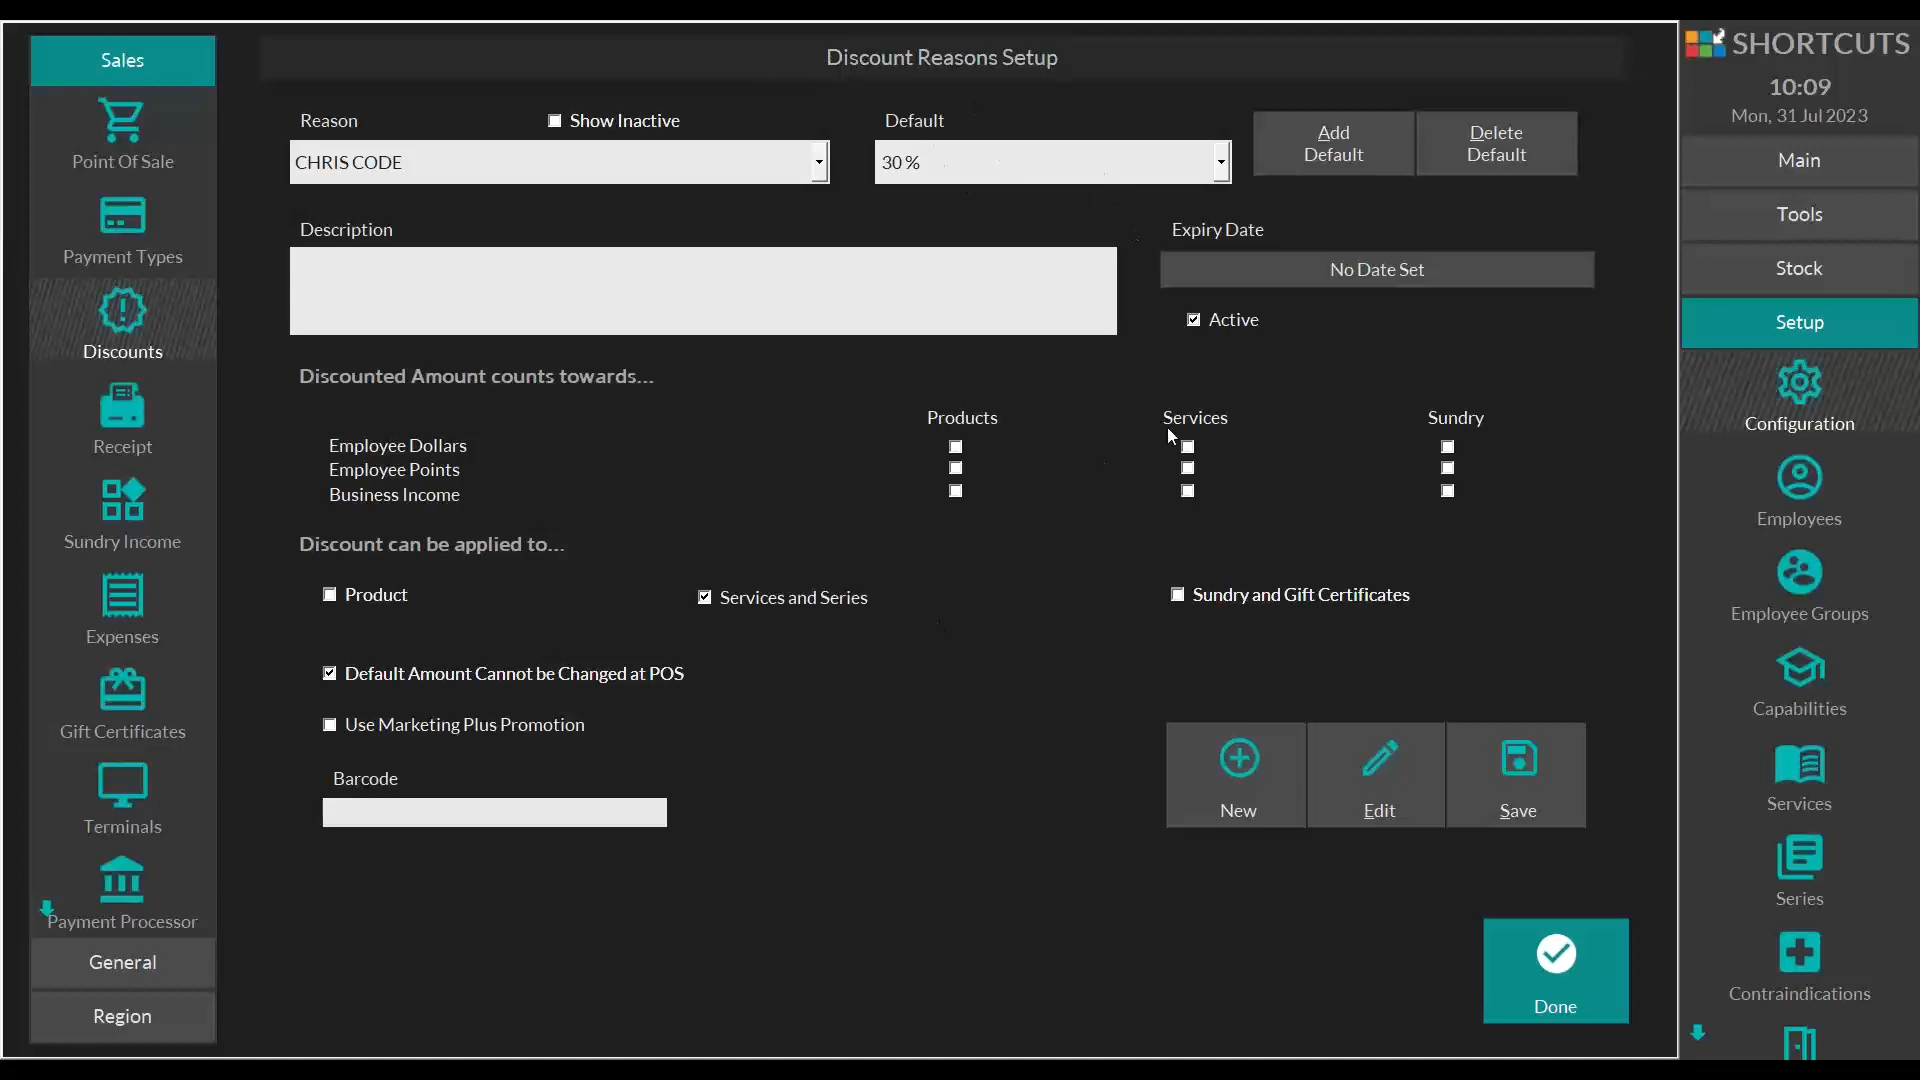 Sales
Point Of Sale
Payment Types
Discounts
Receipt
Sundry Income
Expenses
Gift Certificates
Terminals
Payment Processor
General
Region
Discount Reasons Setup
Reason
Show Inactive
CHRIS CODE
Default
30 %
Add
Default
Delete
Default
Description
Expiry Date
No Date Set
Active
Discounted Amount counts towards...
Products Services Sundry
Employee Dollars
Employee Points
Business Income
Discount can be applied to...
Product
Services and Series
Sundry and Gift Certificates
Default Amount Cannot be Changed at POS
Use Marketing Plus Promotion
Barcode
New
Edit
Save
Done
SHORTCUTS
10:09
Mon, 31 Jul 2023
Main
Tools
Stock
Setup
Configuration
Employees
Employee Groups
Capabilities
Services
Series
Contraindications